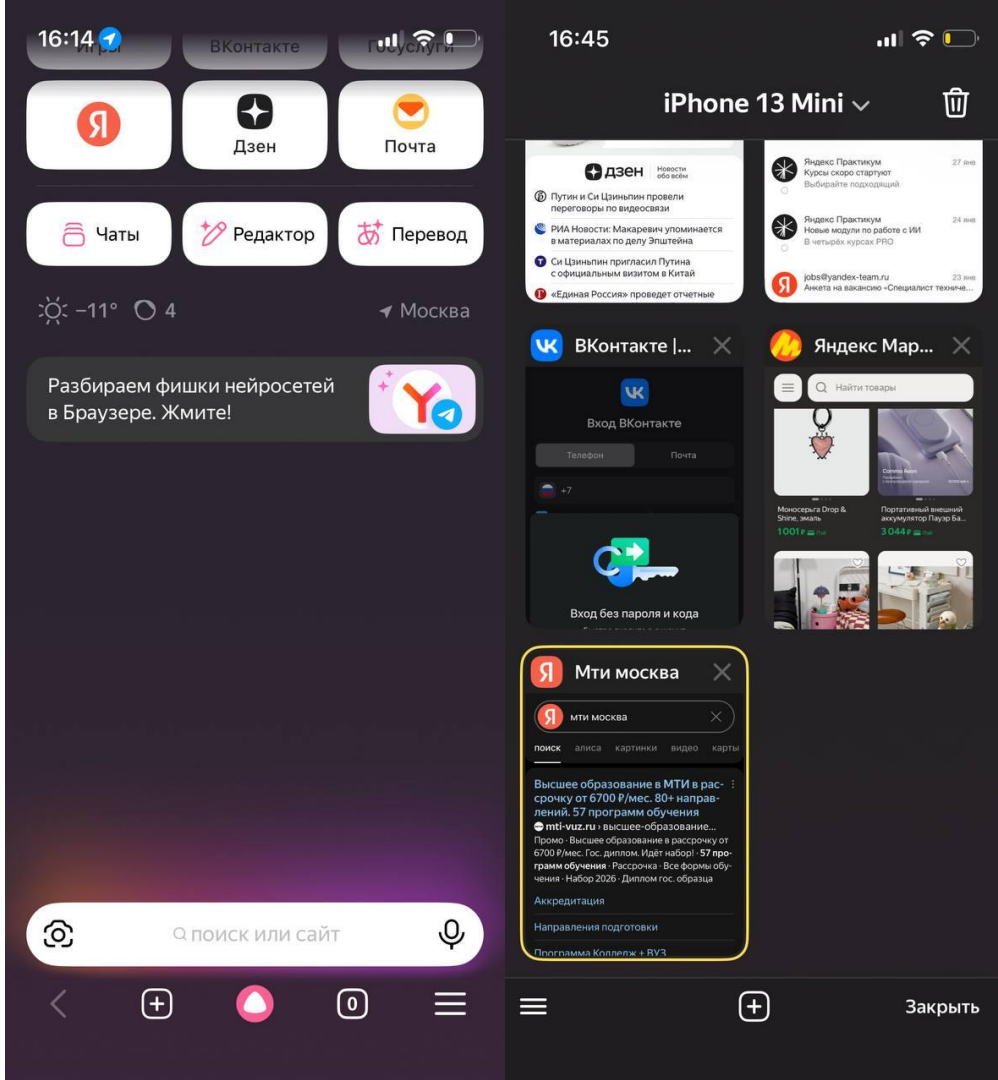 16:14
Игры
ВКонтакте
Госуслуги
Я
Дзен
Почта
Чаты
Редактор
あ Перевод
−11° 4
Москва
Разбираем фишки нейросетей
в Браузере. Жмите!
поиск или сайт
0
16:45
iPhone 13 Mini
дзен
Новости
обо всём
Путин и Си Цзиньпин провели
переговоры по видеосвязи
РИА Новости: Макаревич упоминается
в материалах по делу Эпштейна
Си Цзиньпин пригласил Путина
с официальным визитом в Китай
«Единая Россия» проведет отчетные
Яндекс Практикум 27 янв
Курсы скоро стартуют
Выбирайте подходящий
Яндекс Практикум 24 янв
Новые модули по работе с ИИ
В четырёх курсах PRO
Я jobs@yandex-team.ru 23 янв
Анкета на вакансию «Специалист техниче...
ВКонтакте |...
Вход ВКонтакте
Телефон Почта
+7
Вход без пароля и кода
Яндекс Мар...
Найти товары
Моносерьга Drop &
Shine, эмаль
1 001 ₽
Портативный внешний
аккумулятор Пауэр Ба...
3 044 ₽
Я Мти москва
Я мти москва
поиск алиса картинки видео карты
Высшее образование в МТИ в рас-
срочку от 6700 ₽/мес. 80+ направ-
лений. 57 программ обучения
mti-vuz.ru › высшее-образование...
Промо · Высшее образование в рассрочку от
6700 ₽/мес. Гос. диплом. Идёт набор! · 57 про-
грамм обучения · Рассрочка · Все формы обу-
чения · Набор 2026 · Диплом гос. образца
Аккредитация
Направления подготовки
Программа Колледж + ВУЗ
Закрыть